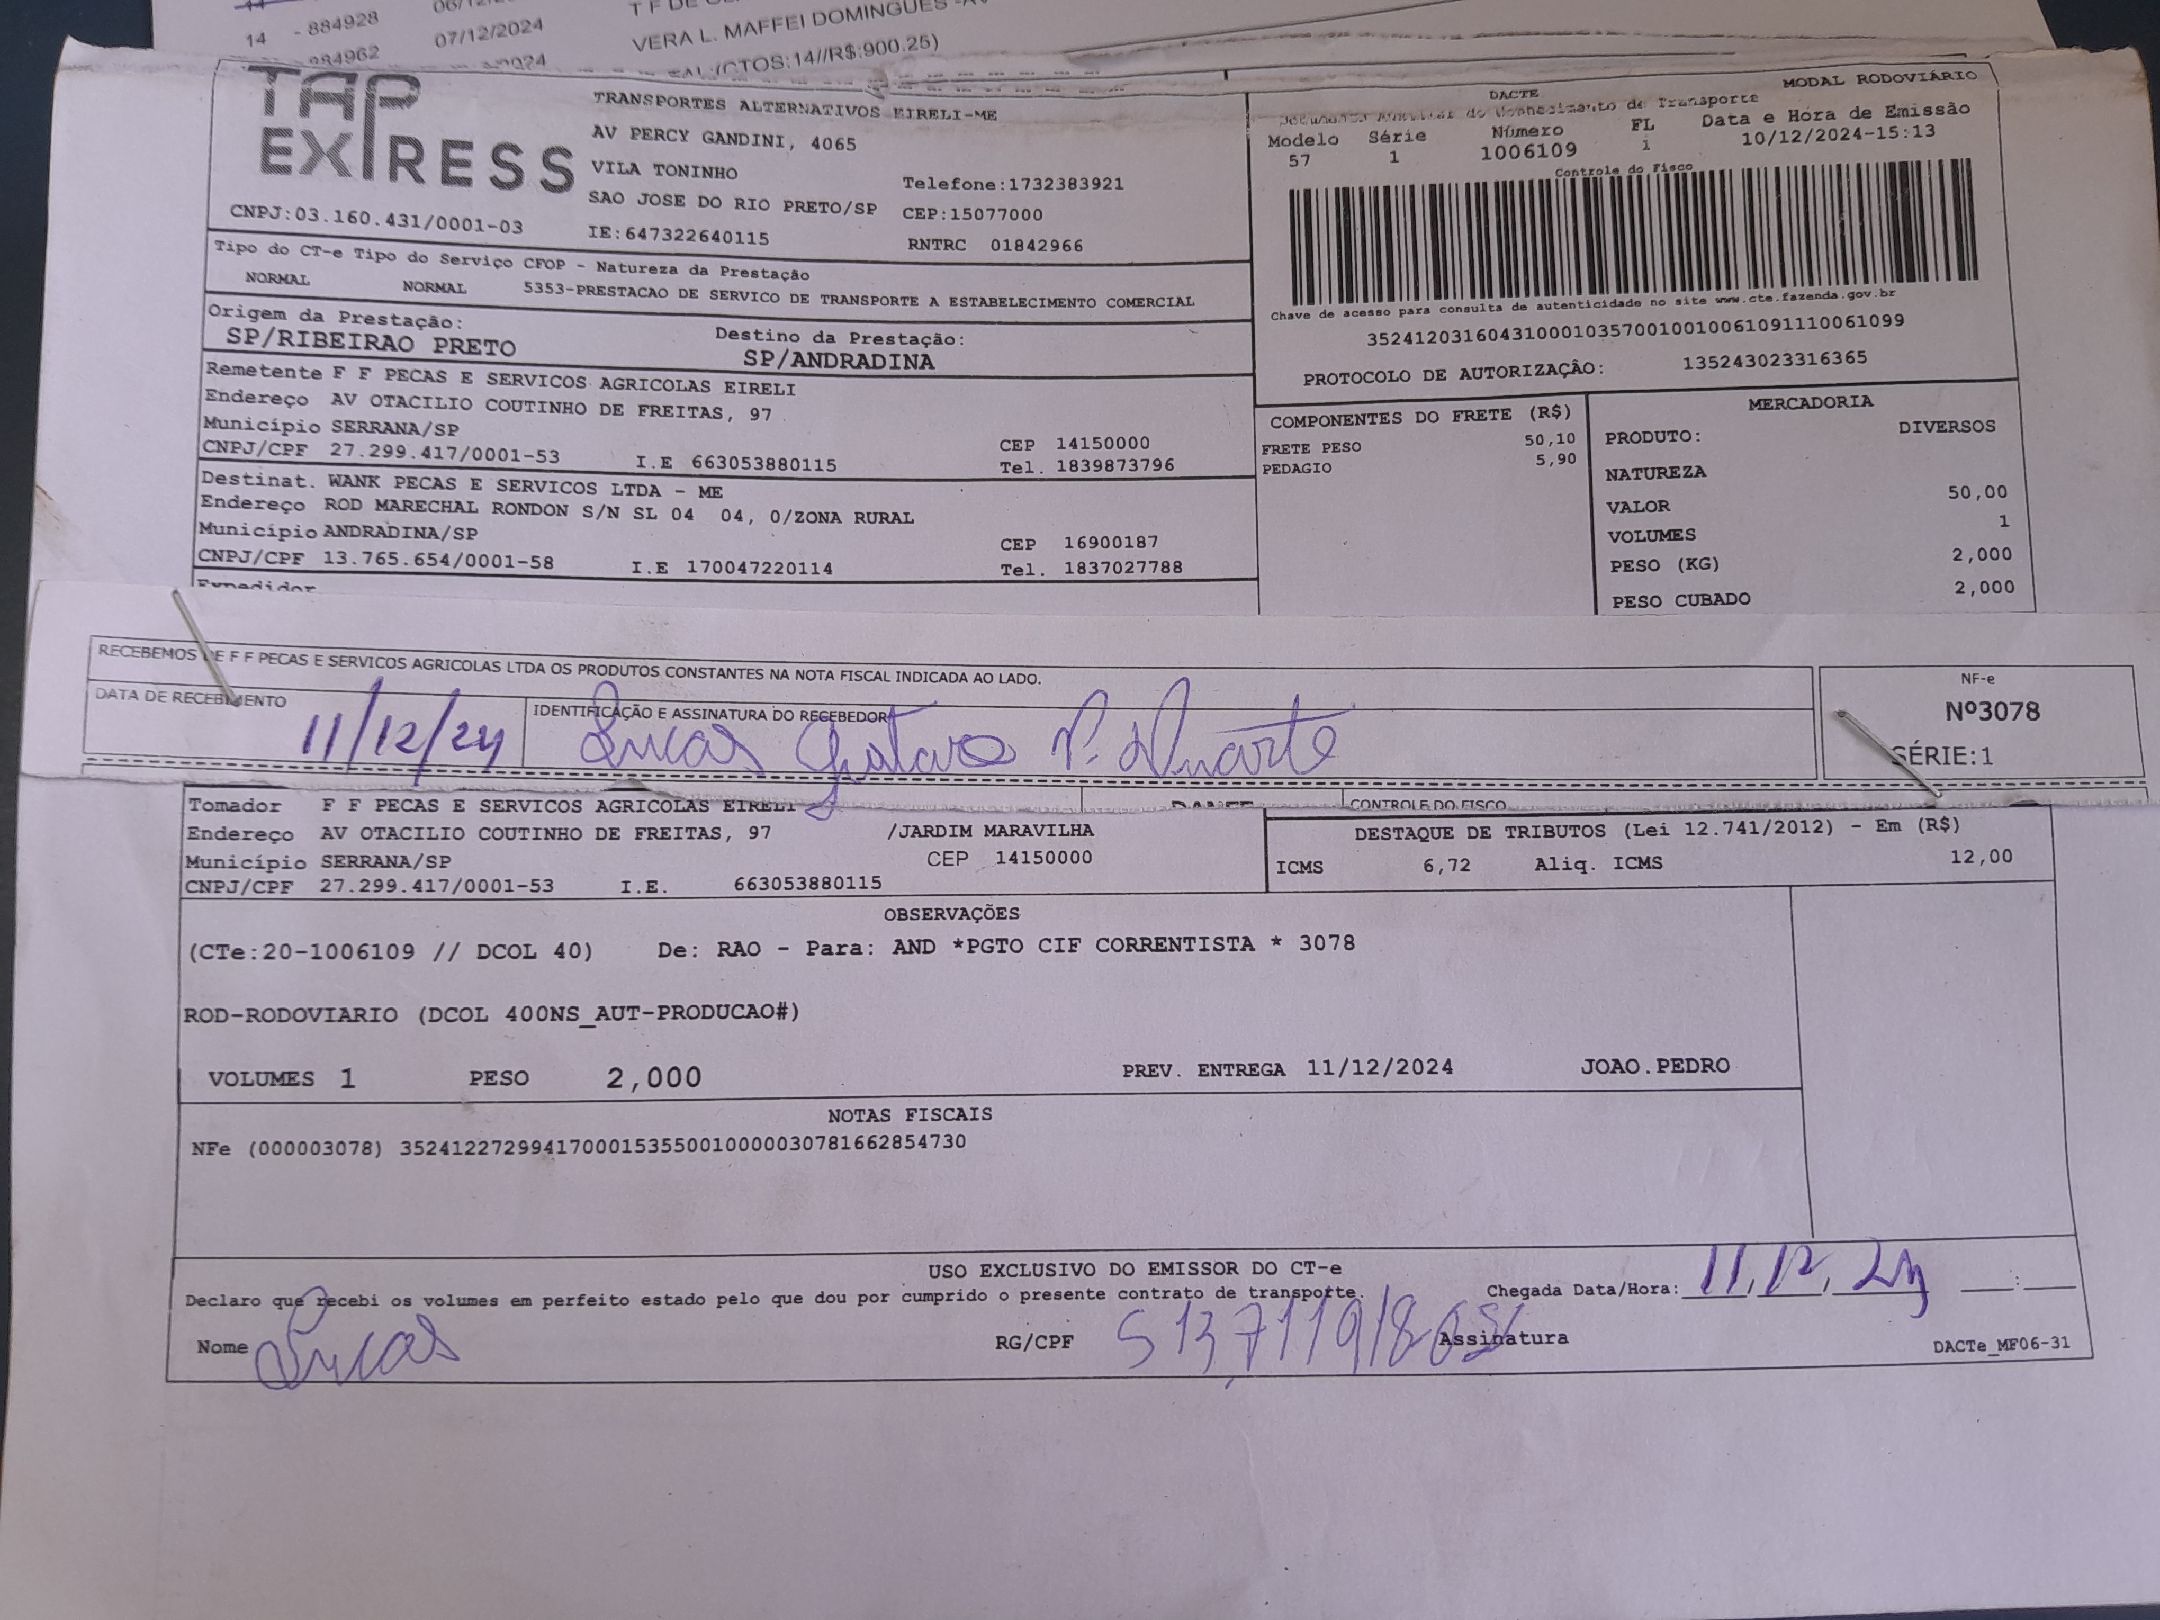 14 - 884928 07/12/2024 VERA L. MAFFEI DOMINGUES
(CTOS:14//R$:900.25)
TAP EXPRESS
CNPJ:03.160.431/0001-03
TRANSPORTES ALTERNATIVOS EIRELI-ME
AV PERCY GANDINI, 4065
VILA TONINHO
Telefone:1732383921
SAO JOSE DO RIO PRETO/SP CEP:15077000
IE:647322640115 RNTRC 01842966
DACTE MODAL RODOVIÁRIO
Documento Auxiliar do Conhecimento de Transporte
Modelo Série Número FL Data e Hora de Emissão
57 1 1006109 1 10/12/2024-15:13
Controle do Fisco
Chave de acesso para consulta de autenticidade no site www.cte.fazenda.gov.br
35241203160431000103570010010061091110061099
PROTOCOLO DE AUTORIZAÇÂO: 135243023316365
Tipo do CT-e Tipo do Serviço CFOP - Natureza da Prestação
NORMAL NORMAL 5353-PRESTACAO DE SERVICO DE TRANSPORTE A ESTABELECIMENTO COMERCIAL
Origem da Prestação: Destino da Prestação:
SP/RIBEIRAO PRETO SP/ANDRADINA
Remetente F F PECAS E SERVICOS AGRICOLAS EIRELI
Endereço AV OTACILIO COUTINHO DE FREITAS, 97
Município SERRANA/SP CEP 14150000
CNPJ/CPF 27.299.417/0001-53 I.E 663053880115 Tel. 1839873796
Destinat. WANK PECAS E SERVICOS LTDA - ME
Endereço ROD MARECHAL RONDON S/N SL 04 04, 0/ZONA RURAL
Município ANDRADINA/SP CEP 16900187
CNPJ/CPF 13.765.654/0001-58 I.E 170047220114 Tel. 1837027788
Expedidor
COMPONENTES DO FRETE (R$)
FRETE PESO 50,10
PEDAGIO 5,90
MERCADORIA
PRODUTO: DIVERSOS
NATUREZA
VALOR 50,00
VOLUMES 1
PESO (KG) 2,000
PESO CUBADO 2,000
RECEBEMOS DE F F PECAS E SERVICOS AGRICOLAS LTDA OS PRODUTOS CONSTANTES NA NOTA FISCAL INDICADA AO LADO.
DATA DE RECEBIMENTO IDENTIFICAÇÃO E ASSINATURA DO RECEBEDOR
11/12/24 Lucas Gustavo P. Duarte
NF-e
Nº3078
SÉRIE:1
DANFE CONTROLE DO FISCO
Tomador F F PECAS E SERVICOS AGRICOLAS EIRELI
Endereço AV OTACILIO COUTINHO DE FREITAS, 97 /JARDIM MARAVILHA
Município SERRANA/SP CEP 14150000
CNPJ/CPF 27.299.417/0001-53 I.E. 663053880115
DESTAQUE DE TRIBUTOS (Lei 12.741/2012) - Em (R$)
ICMS 6,72 Aliq. ICMS 12,00
OBSERVAÇÕES
(CTe:20-1006109 // DCOL 40) De: RAO - Para: AND *PGTO CIF CORRENTISTA * 3078
ROD-RODOVIARIO (DCOL 400NS_AUT-PRODUCAO#)
VOLUMES 1 PESO 2,000 PREV. ENTREGA 11/12/2024 JOAO.PEDRO
NOTAS FISCAIS
NFe (000003078) 35241227299417000153550010000030781662854730
USO EXCLUSIVO DO EMISSOR DO CT-e
Declaro que recebi os volumes em perfeito estado pelo que dou por cumprido o presente contrato de transporte. Chegada Data/Hora: 11, 12, 24 :
Nome Lucas RG/CPF Assinatura
DACTe_MF06-31